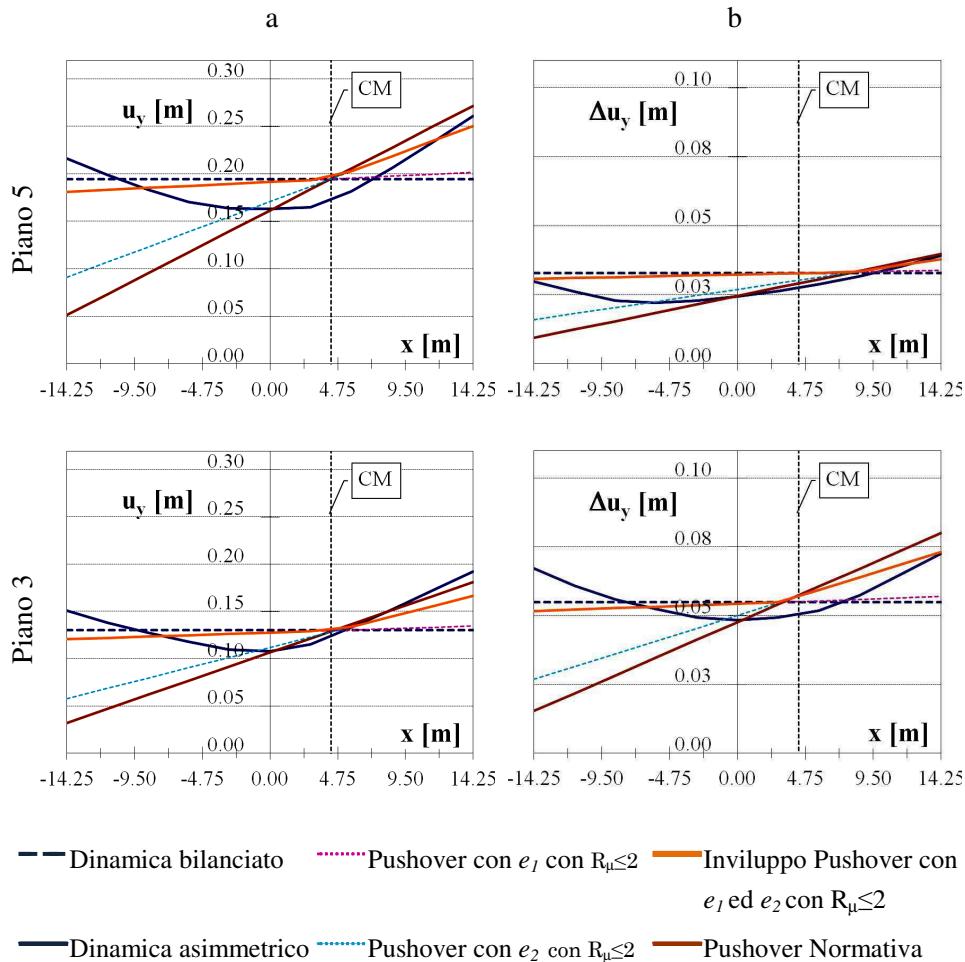 a b
Piano 5
0.30
u_y [m]
CM
0.25
0.20
0.15
0.10
0.05
0.00
x [m]
-14.25 -9.50 -4.75 0.00 4.75 9.50 14.25
0.10
Δu_y [m]
CM
0.08
0.05
0.03
0.00
x [m]
-14.25 -9.50 -4.75 0.00 4.75 9.50 14.25
Piano 3
0.30
u_y [m]
CM
0.25
0.20
0.15
0.10
0.05
0.00
x [m]
-14.25 -9.50 -4.75 0.00 4.75 9.50 14.25
0.10
Δu_y [m]
CM
0.08
0.05
0.03
0.00
x [m]
-14.25 -9.50 -4.75 0.00 4.75 9.50 14.25
Dinamica bilanciato
Pushover con e₁ con Rμ≤2
Inviluppo Pushover con
e₁ ed e₂ con Rμ≤2
Dinamica asimmetrico
Pushover con e₂ con Rμ≤2
Pushover Normativa